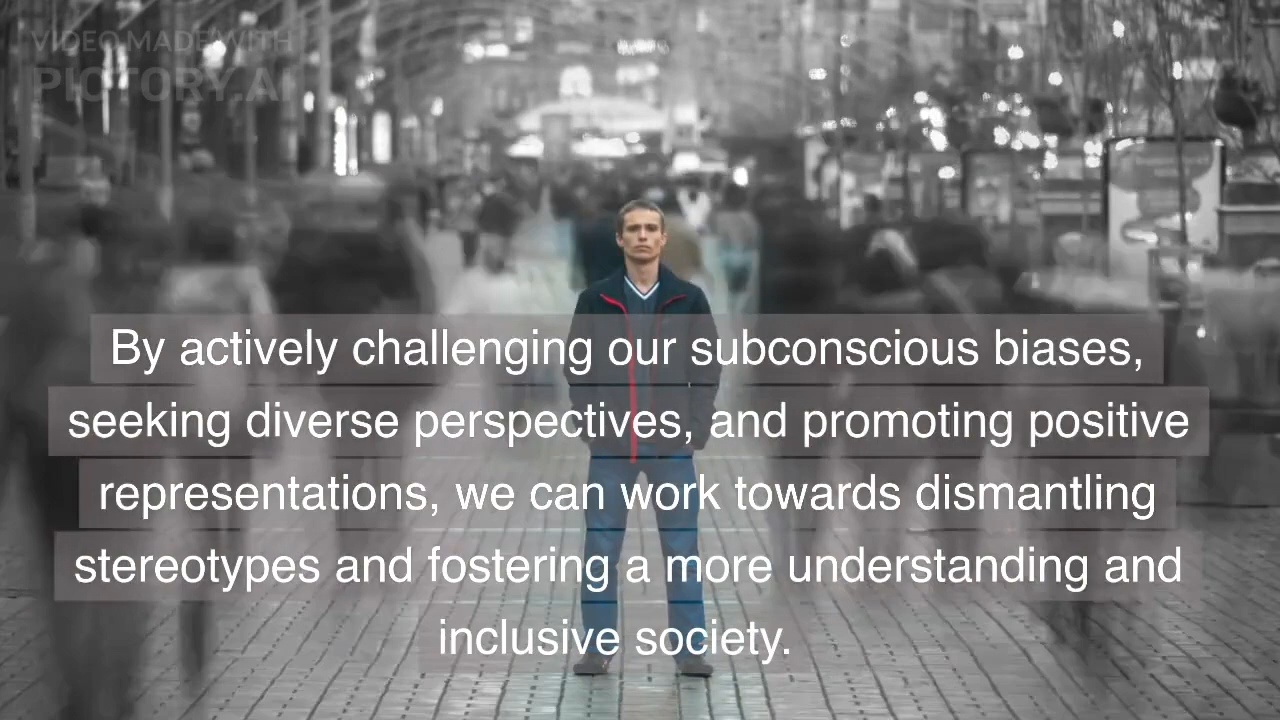 VIDEO MADE WITH
PICTORY.AI
By actively challenging our subconscious biases,
seeking diverse perspectives, and promoting positive
representations, we can work towards dismantling
stereotypes and fostering a more understanding and
inclusive society.